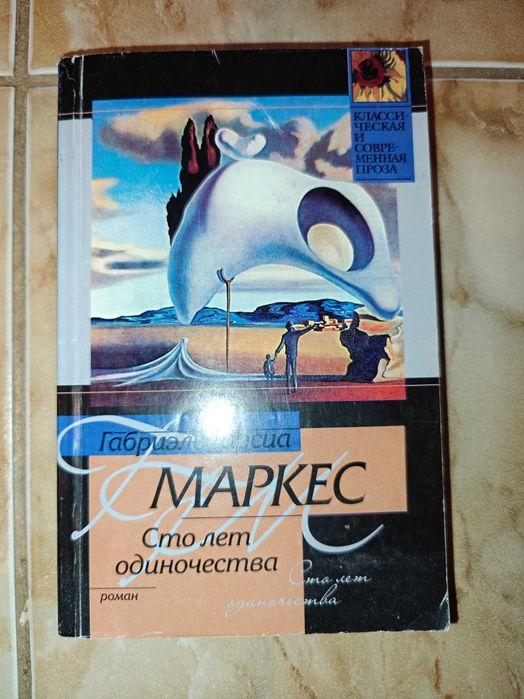 КЛАССИ-
ЧЕСКАЯ
И
СОВРЕ-
МЕННАЯ
ПРОЗА
Габриэль Гарсиа
МАРКЕС
Сто лет
одиночества
роман
Сто лет
одиночества